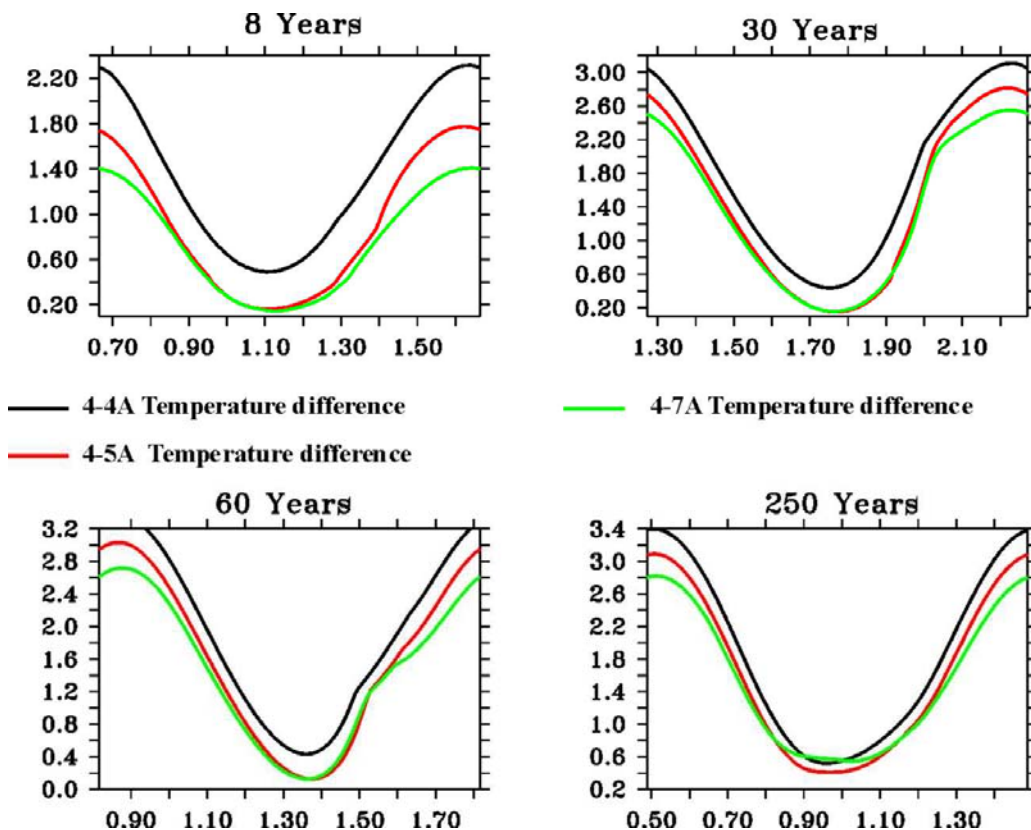 8 Years
30 Years
2.20
1.80
1.40
1.00
0.60
0.20
0.70 0.90 1.10 1.30 1.50
3.00
2.60
2.20
1.80
1.40
1.00
0.60
0.20
1.30 1.50 1.70 1.90 2.10
4-4A Temperature difference
4-7A Temperature difference
4-5A Temperature difference
60 Years
250 Years
3.2
2.8
2.4
2.0
1.6
1.2
0.8
0.4
0.0
0.90 1.10 1.30 1.50 1.70
3.4
3.0
2.6
2.2
1.8
1.4
1.0
0.6
0.2
0.50 0.70 0.90 1.10 1.30